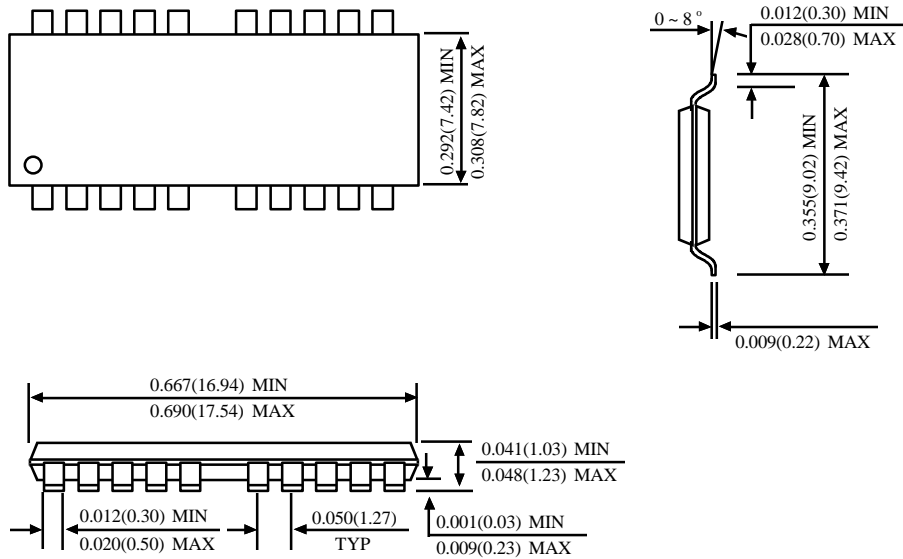 0 ~ 8 °
0.012(0.30) MIN
0.028(0.70) MAX
0.292(7.42) MIN
0.308(7.82) MAX
0.355(9.02) MIN
0.371(9.42) MAX
0.009(0.22) MAX
0.667(16.94) MIN
0.690(17.54) MAX
0.041(1.03) MIN
0.048(1.23) MAX
0.012(0.30) MIN
0.020(0.50) MAX
0.050(1.27)
TYP
0.001(0.03) MIN
0.009(0.23) MAX